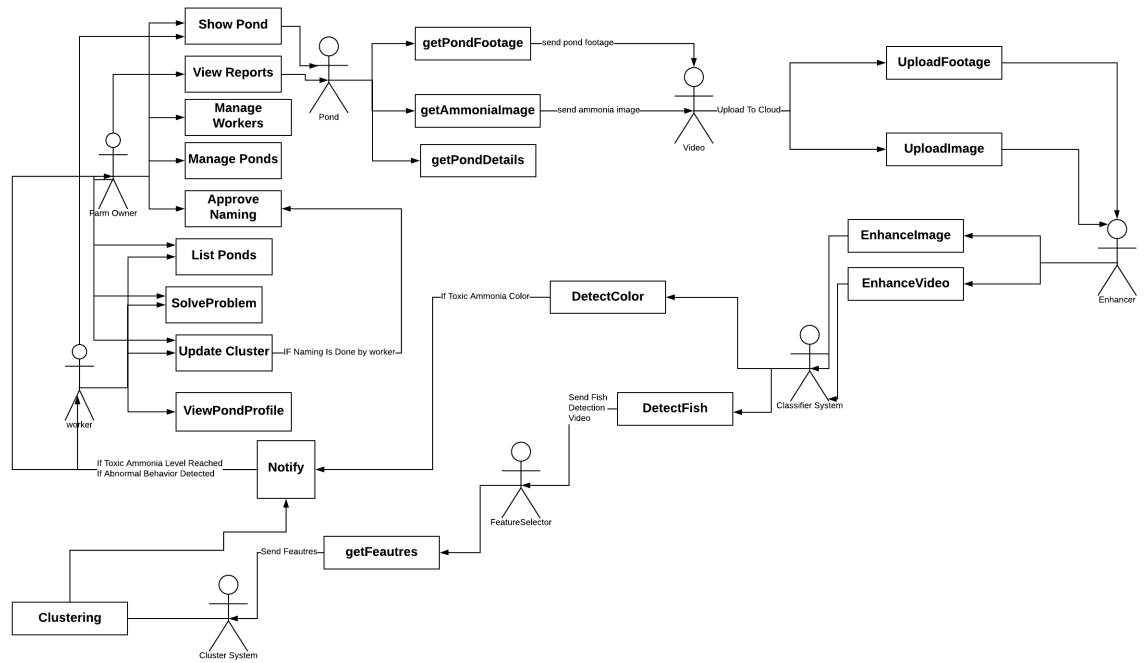 Show Pond
View Reports
Manage
Workers
Manage Ponds
Approve
Naming
List Ponds
SolveProblem
Update Cluster
ViewPondProfile
Farm Owner
worker
IF Naming Is Done by worker
Pond
getPondFootage
send pond footage
getAmmoniaImage
send ammonia image
getPondDetails
Video
Upload To Cloud
UploadFootage
UploadImage
Enhancer
EnhanceImage
EnhanceVideo
Classifier System
DetectColor
If Toxic Ammonia Color
DetectFish
Send Fish
Detection
Video
FeatureSelector
getFeautres
Send Feautres
Cluster System
Clustering
Notify
If Toxic Ammonia Level Reached
If Abnormal Behavior Detected